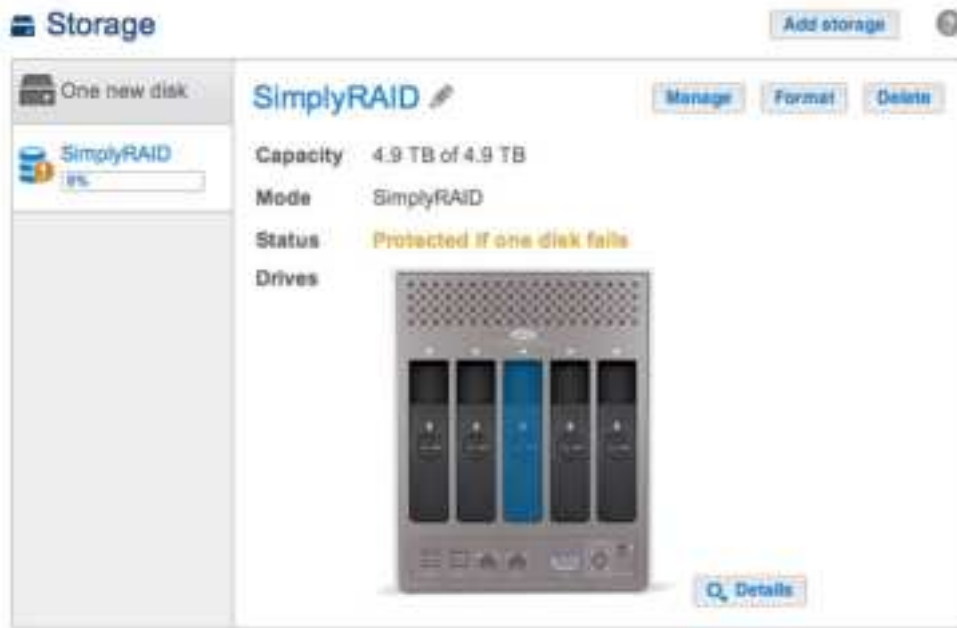 Storage
Add storage
?
One new disk
SimplyRAID
0%
SimplyRAID
Manage
Format
Delete
Capacity 4.9 TB of 4.9 TB
Mode SimplyRAID
Status Protected if one disk fails
Drives
Details